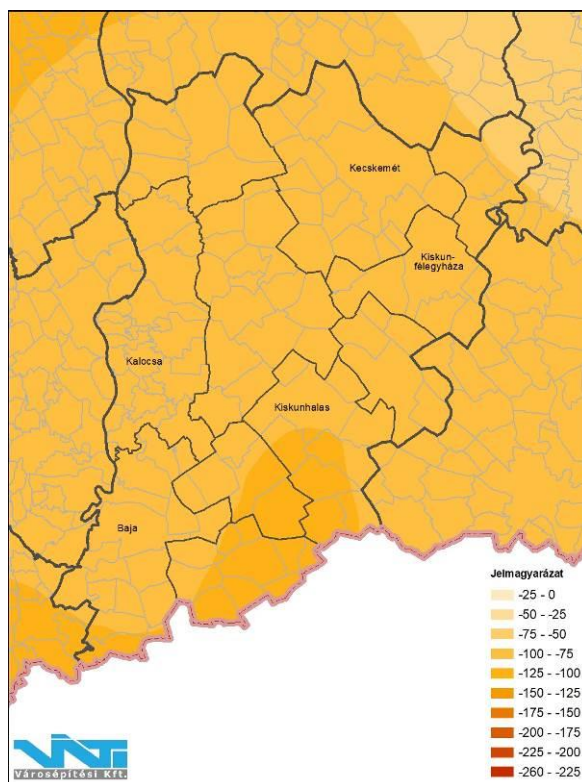 Kecskemét
Kiskun-
félegyháza
Kalocsa
Kiskunhalas
Baja
Jelmagyarázat
-25 - 0
-50 - -25
-75 - -50
-100 - -75
-125 - -100
-150 - -125
-175 - -150
-200 - -175
-225 - -200
-260 - -225
VÁTI
Városépítési Kft.